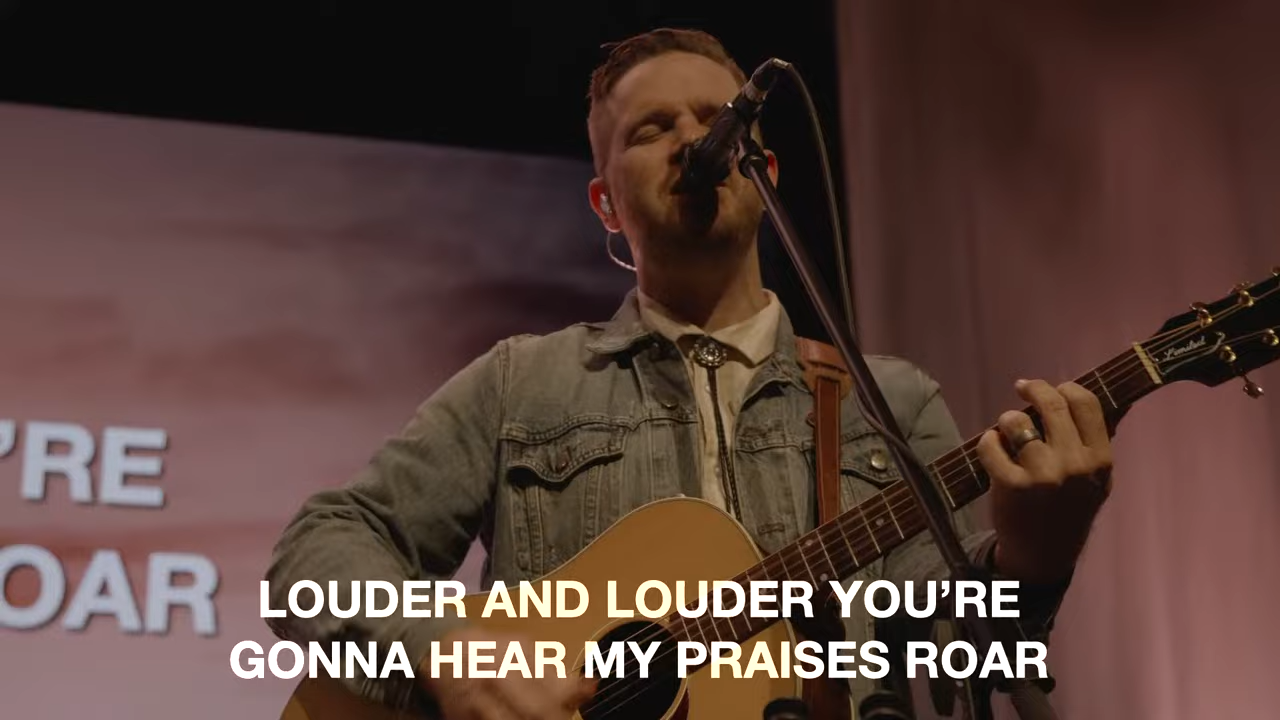 'RE
OAR
LOUDER AND LOUDER YOU’RE
GONNA HEAR MY PRAISES ROAR